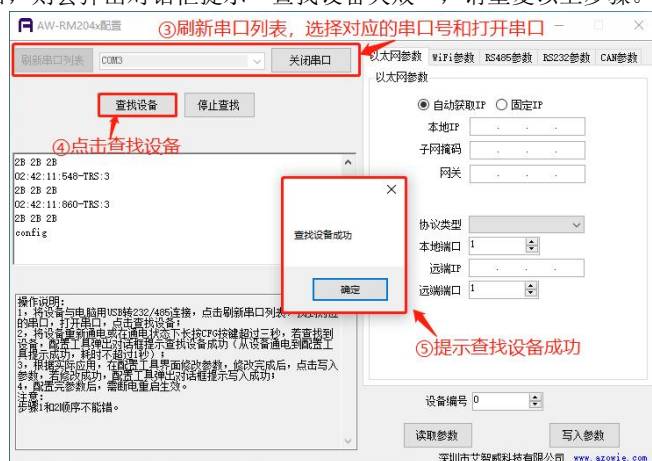 则会弹出对话框提示“查找设备失败”，请重复以上步骤。
AW-RM204x配置
③刷新串口列表，选择对应的串口号和打开串口
刷新串口列表 COM3 关闭串口
查找设备 停止查找
④点击查找设备
2B 2B 2B
02:42:11:548-TRS:3
2B 2B 2B
02:42:11:860-TRS:3
2B 2B 2B
config
操作说明:
1，将设备与电脑用USB转232/485连接，点击刷新串口列表，
的串口，打开串口，点击查找设备;
2，将设备重新通电或在通电状态下长按CFG按键超过三秒，若查找到
设备，配置工具弹出对话框提示查找设备成功（从设备通电到配置工
具提示成功，耗时不超过1秒）;
3，根据实际应用，在配置工具界面修改参数，修改完成后，点击写入
参数，若修改成功，配置工具弹出对话框提示写入成功;
4，配置完参数后，需断电重启生效。
注意:
步骤1和2顺序不能错。
查找设备成功
确定
以太网参数 WiFi参数 RS485参数 RS232参数 CAN参数
以太网参数
自动获取IP 固定IP
本地IP
子网掩码
网关
协议类型
本地端口 1
远端IP
远端端口 1
⑤提示查找设备成功
设备编号 0
读取参数 写入参数
深圳市艾智威科技有限公司 www.azowie.com